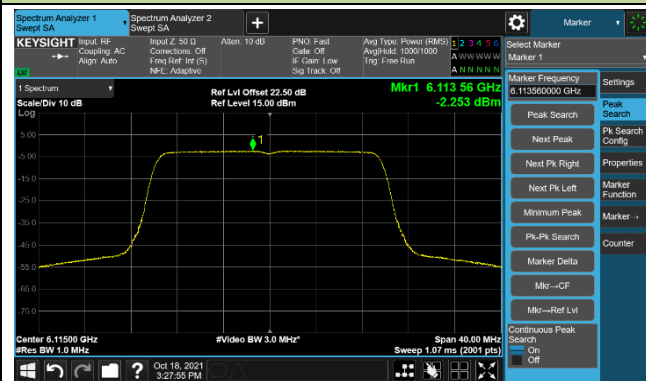 Spectrum Analyzer 1
Swept SA
Spectrum Analyzer 2
Swept SA
+
Marker
KEYSIGHT
Input: RF
Coupling: AC
Align: Auto
Input Z: 50 Ω
Corrections: Off
Freq Ref: Int (S)
NFE: Adaptive
Atten: 10 dB
PNO: Fast
Gate: Off
IF Gain: Low
Sig Track: Off
Avg Type: Power (RMS)
Avg|Hold: 1000/1000
Trig: Free Run
1 2 3 4 5 6
A W W W W W
A N N N N N
LXI
Select Marker
Marker 1
1 Spectrum
Scale/Div 10 dB
Log
Ref Lvl Offset 22.50 dB
Ref Level 15.00 dBm
Mkr1 6.113 56 GHz
-2.253 dBm
5.00
-5.00
-15.0
-25.0
-35.0
-45.0
-55.0
-65.0
-75.0
1
Center 6.11500 GHz
#Res BW 1.0 MHz
#Video BW 3.0 MHz*
Span 40.00 MHz
Sweep 1.07 ms (2001 pts)
Marker Frequency
6.113560000 GHz
Peak Search
Next Peak
Next Pk Right
Next Pk Left
Minimum Peak
Pk-Pk Search
Marker Delta
Mkr→CF
Mkr→Ref Lvl
Continuous Peak
Search
On
Off
Settings
Peak
Search
Pk Search
Config
Properties
Marker
Function
Marker→
Counter
?
Oct 18, 2021
3:27:55 PM